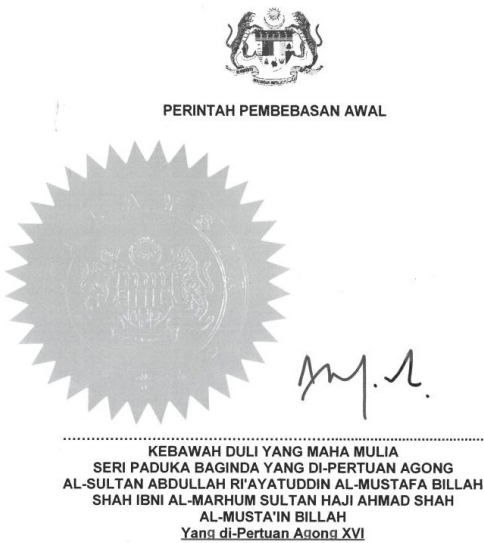 PERINTAH PEMBEBASAN AWAL
KEBAWAH DULI YANG MAHA MULIA
SERI PADUKA BAGINDA YANG DI-PERTUAN AGONG
AL-SULTAN ABDULLAH RI'AYATUDDIN AL-MUSTAFA BILLAH
SHAH IBNI AL-MARHUM SULTAN HAJI AHMAD SHAH
AL-MUSTA'IN BILLAH
Yang di-Pertuan Agong XVI